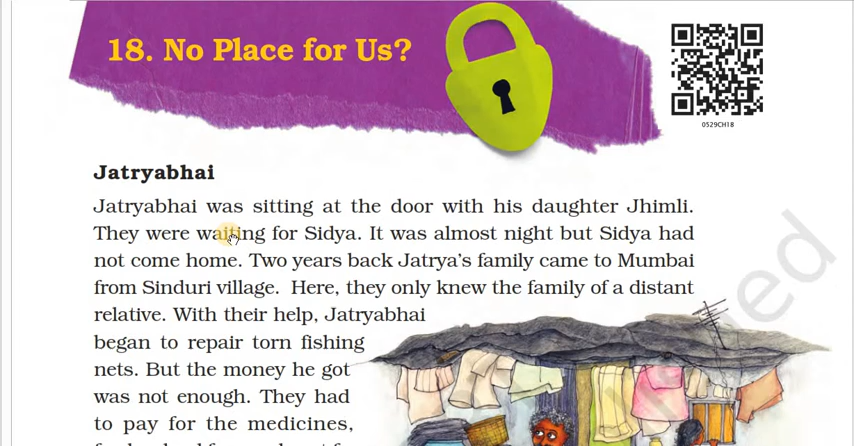 18. No Place for Us?
0529CH18
Jatryabhai
Jatryabhai was sitting at the door with his daughter Jhimli.
They were waiting for Sidya. It was almost night but Sidya had
not come home. Two years back Jatrya's family came to Mumbai
from Sinduri village. Here, they only knew the family of a distant
relative. With their help, Jatryabhai
began to repair torn fishing
nets. But the money he got
was not enough. They had
to pay for the medicines,